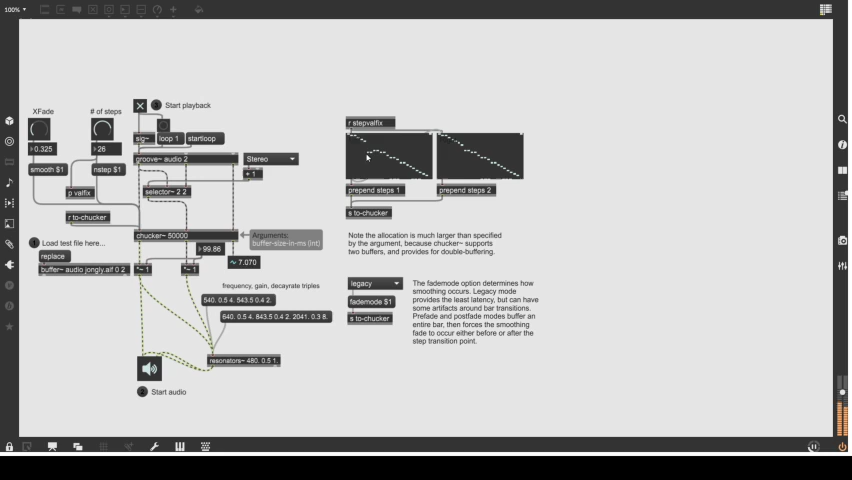 100%
3 Start playback
XFade
# of steps
r stepvalfix
0.325
26
sig~
loop 1
startloop
groove~ audio 2
Stereo
smooth $1
nstep $1
+ 1
p valfix
selector~ 2 2
prepend steps 1
prepend steps 2
r to-chucker
s to-chucker
chucker~ 50000
Arguments:
buffer-size-in-ms (int)
Note the allocation is much larger than specified
by the argument, because chucker~ supports
two buffers, and provides for double-buffering.
1 Load test file here...
99.86
replace
7.070
buffer~ audio jongly.aif 0 2
*~ 1
*~ 1
frequency, gain, decayrate triples
540. 0.5 4. 543.5 0.4 2.
640. 0.5 4. 843.5 0.4 2. 2041. 0.3 8.
legacy
fademode $1
s to-chucker
The fademode option determines how
smoothing occurs. Legacy mode
provides the least latency, but can have
some artifacts around bar transitions.
Preface and postfade modes buffer an
entire bar, then forces the smoothing
fade to occur either before or after the
step transition point.
resonators~ 480. 0.5 1.
2 Start audio